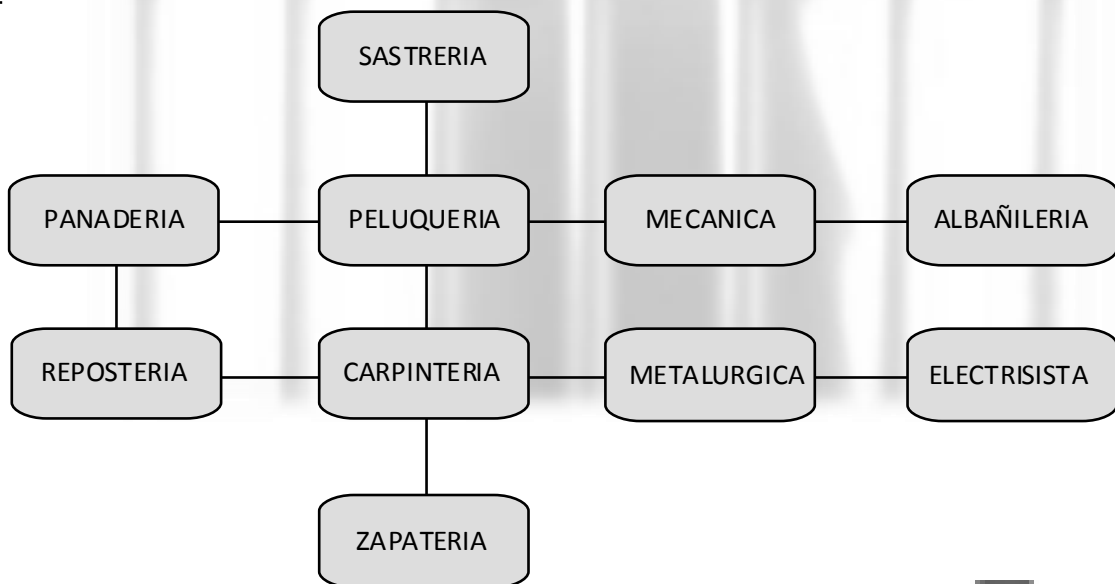 SASTRERIA
PANADERIA
PELUQUERIA
MECANICA
ALBAÑILERIA
REPOSTERIA
CARPINTERIA
METALURGICA
ELECTRISISTA
ZAPATERIA